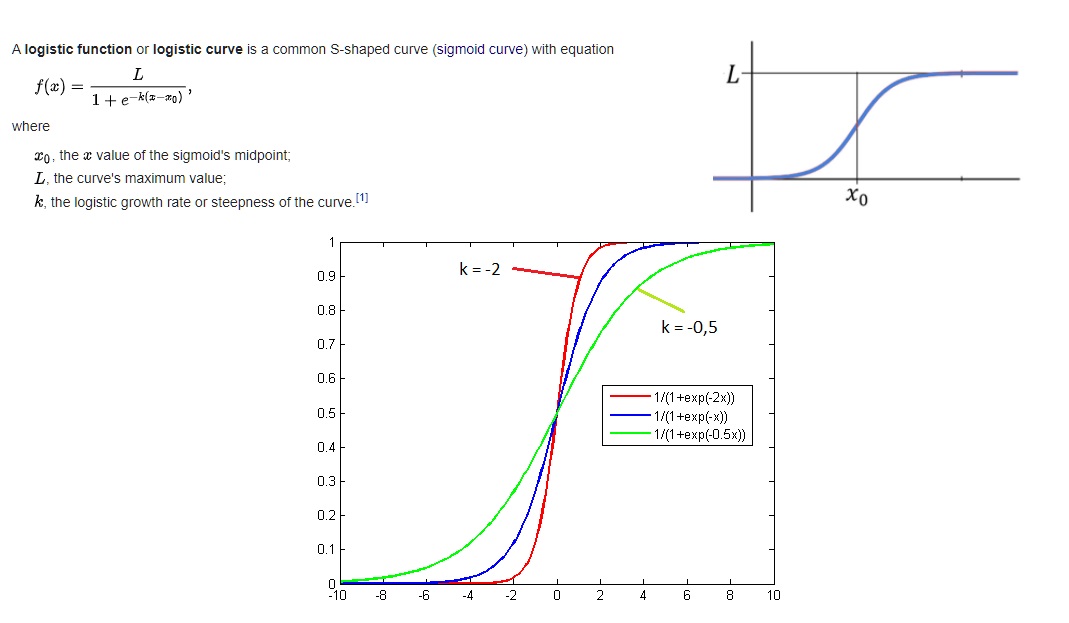 A logistic function or logistic curve is a common S-shaped curve (sigmoid curve) with equation
f(x) = L / (1 + e^{-k(x-x₀)}),
where
x₀, the x value of the sigmoid's midpoint;
L, the curve's maximum value;
k, the logistic growth rate or steepness of the curve.[1]
L
x₀
1
0.9
0.8
0.7
0.6
0.5
0.4
0.3
0.2
0.1
0
-10 -8 -6 -4 -2 0 2 4 6 8 10
k = -2
k = -0,5
1/(1+exp(-2x))
1/(1+exp(-x))
1/(1+exp(-0.5x))